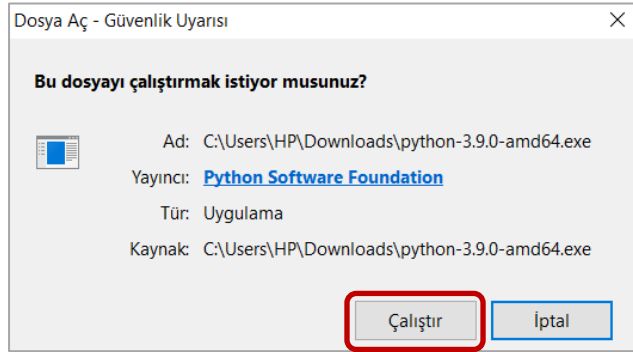 Dosya Aç - Güvenlik Uyarısı
Bu dosyayı çalıştırmak istiyor musunuz?
Ad: C:\Users\HP\Downloads\python-3.9.0-amd64.exe
Yayıncı: Python Software Foundation
Tür: Uygulama
Kaynak: C:\Users\HP\Downloads\python-3.9.0-amd64.exe
Çalıştır İptal